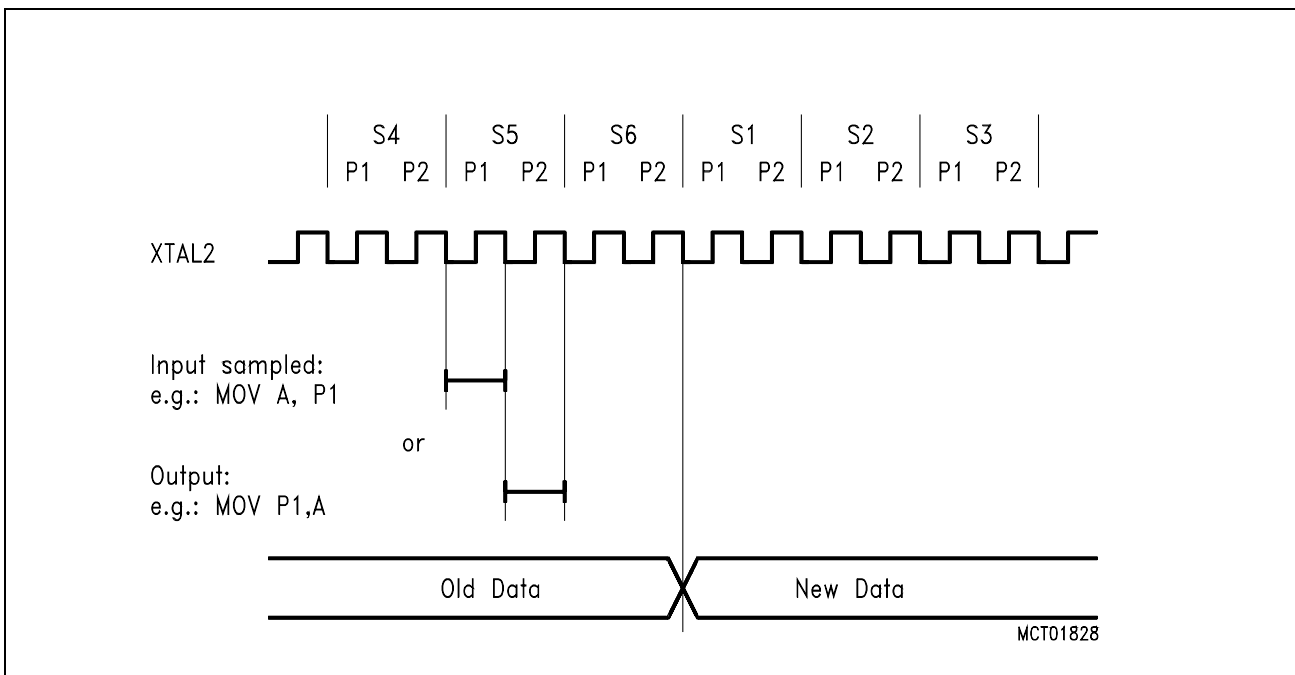 S4 S5 S6 S1 S2 S3
P1 P2 P1 P2 P1 P2 P1 P2 P1 P2 P1 P2
XTAL2
Input sampled:
e.g.: MOV A, P1
or
Output:
e.g.: MOV P1,A
Old Data New Data
MCT01828